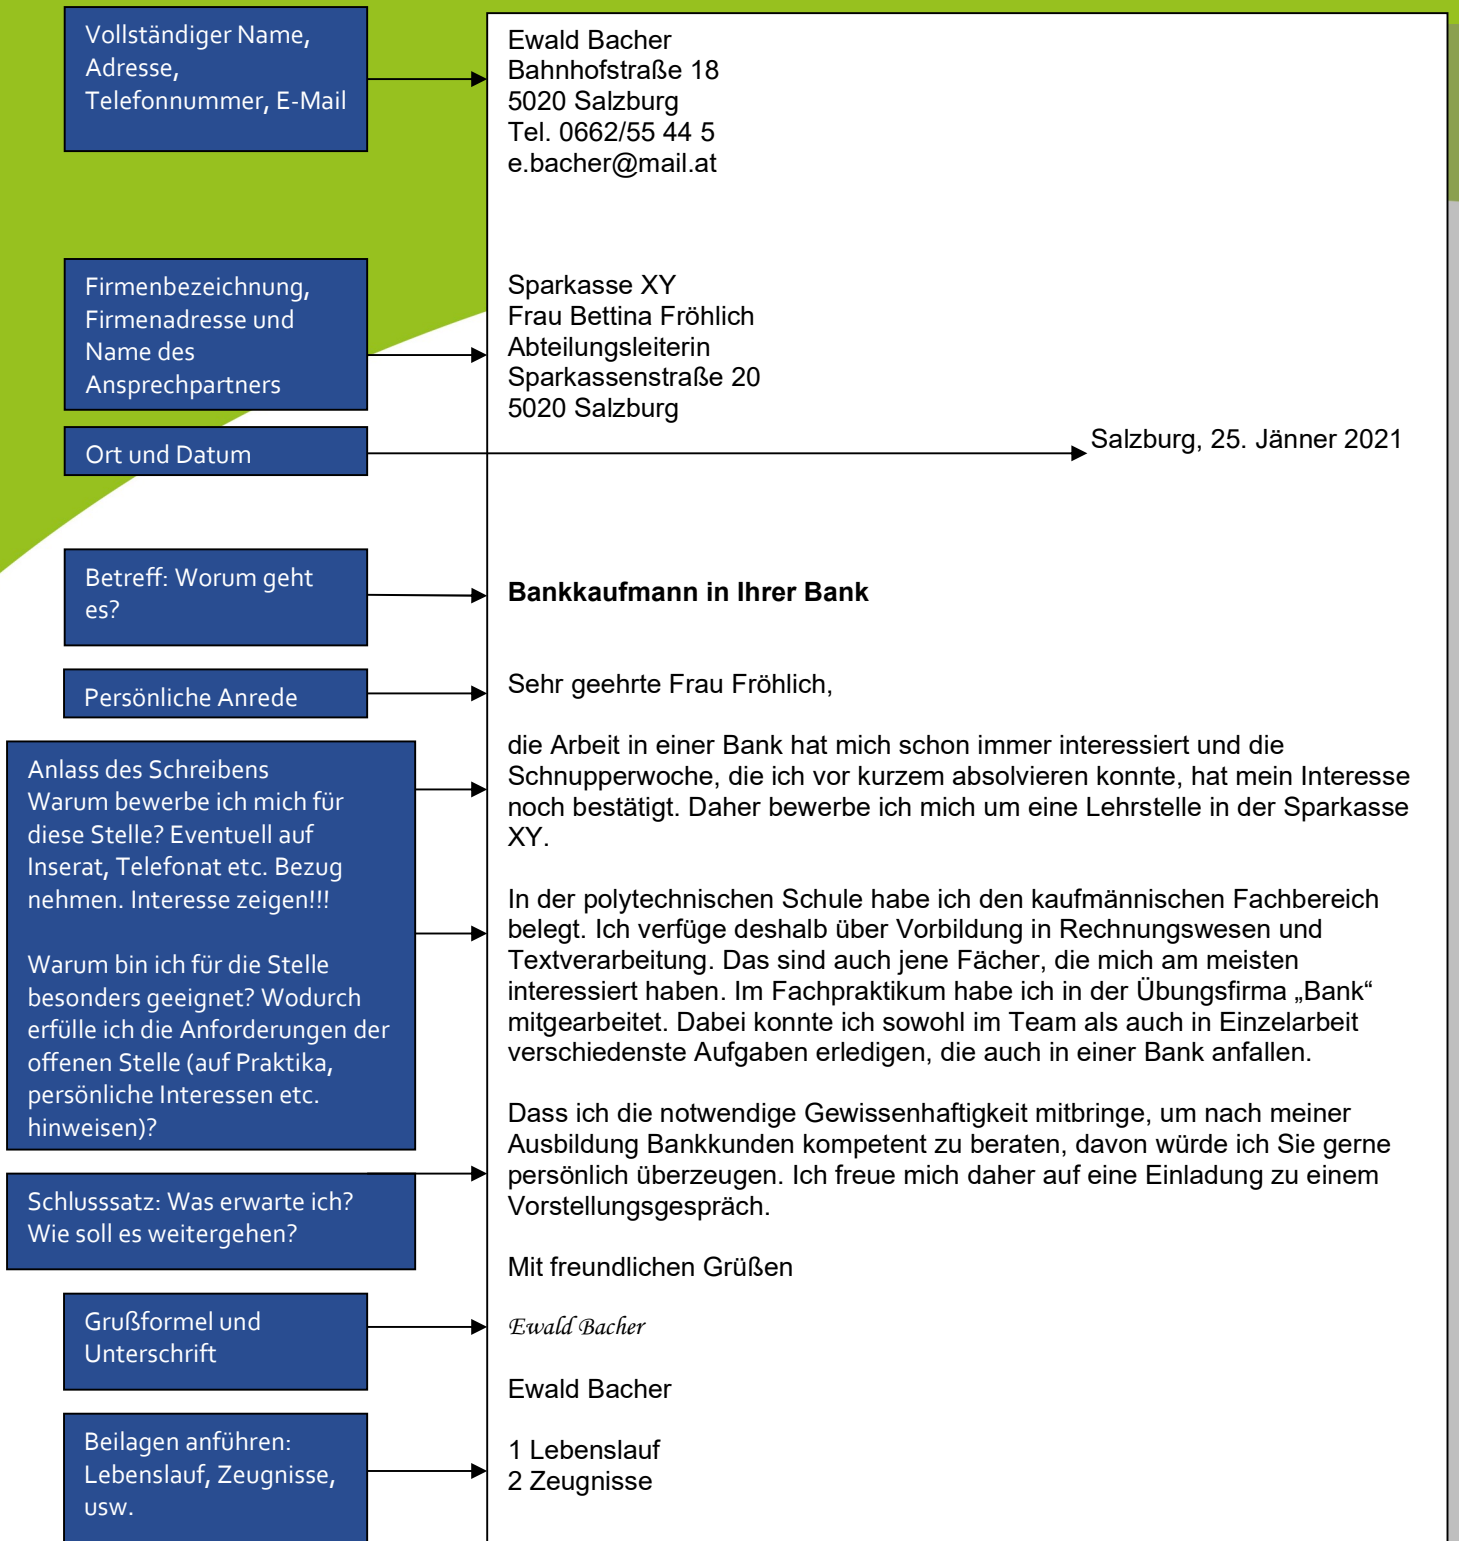 Vollständiger Name,
Adresse,
Telefonnummer, E-Mail
Ewald Bacher
Bahnhofstraße 18
5020 Salzburg
Tel. 0662/55 44 5
e.bacher@mail.at
Firmenbezeichnung,
Firmenadresse und
Name des
Ansprechpartners
Sparkasse XY
Frau Bettina Fröhlich
Abteilungsleiterin
Sparkassenstraße 20
5020 Salzburg
Ort und Datum
Salzburg, 25. Jänner 2021
Betreff: Worum geht
es?
Bankkaufmann in Ihrer Bank
Persönliche Anrede
Sehr geehrte Frau Fröhlich,
Anlass des Schreibens
Warum bewerbe ich mich für
diese Stelle? Eventuell auf
Inserat, Telefonat etc. Bezug
nehmen. Interesse zeigen!!!
Warum bin ich für die Stelle
besonders geeignet? Wodurch
erfülle ich die Anforderungen der
offenen Stelle (auf Praktika,
persönliche Interessen etc.
hinweisen)?
die Arbeit in einer Bank hat mich schon immer interessiert und die
Schnupperwoche, die ich vor kurzem absolvieren konnte, hat mein Interesse
noch bestätigt. Daher bewerbe ich mich um eine Lehrstelle in der Sparkasse
XY.
In der polytechnischen Schule habe ich den kaufmännischen Fachbereich
belegt. Ich verfüge deshalb über Vorbildung in Rechnungswesen und
Textverarbeitung. Das sind auch jene Fächer, die mich am meisten
interessiert haben. Im Fachpraktikum habe ich in der Übungsfirma „Bank“
mitgearbeitet. Dabei konnte ich sowohl im Team als auch in Einzelarbeit
verschiedenste Aufgaben erledigen, die auch in einer Bank anfallen.
Schlusssatz: Was erwarte ich?
Wie soll es weitergehen?
Dass ich die notwendige Gewissenhaftigkeit mitbringe, um nach meiner
Ausbildung Bankkunden kompetent zu beraten, davon würde ich Sie gerne
persönlich überzeugen. Ich freue mich daher auf eine Einladung zu einem
Vorstellungsgespräch.
Mit freundlichen Grüßen
Grußformel und
Unterschrift
Ewald Bacher
Ewald Bacher
Beilagen anführen:
Lebenslauf, Zeugnisse,
usw.
1 Lebenslauf
2 Zeugnisse